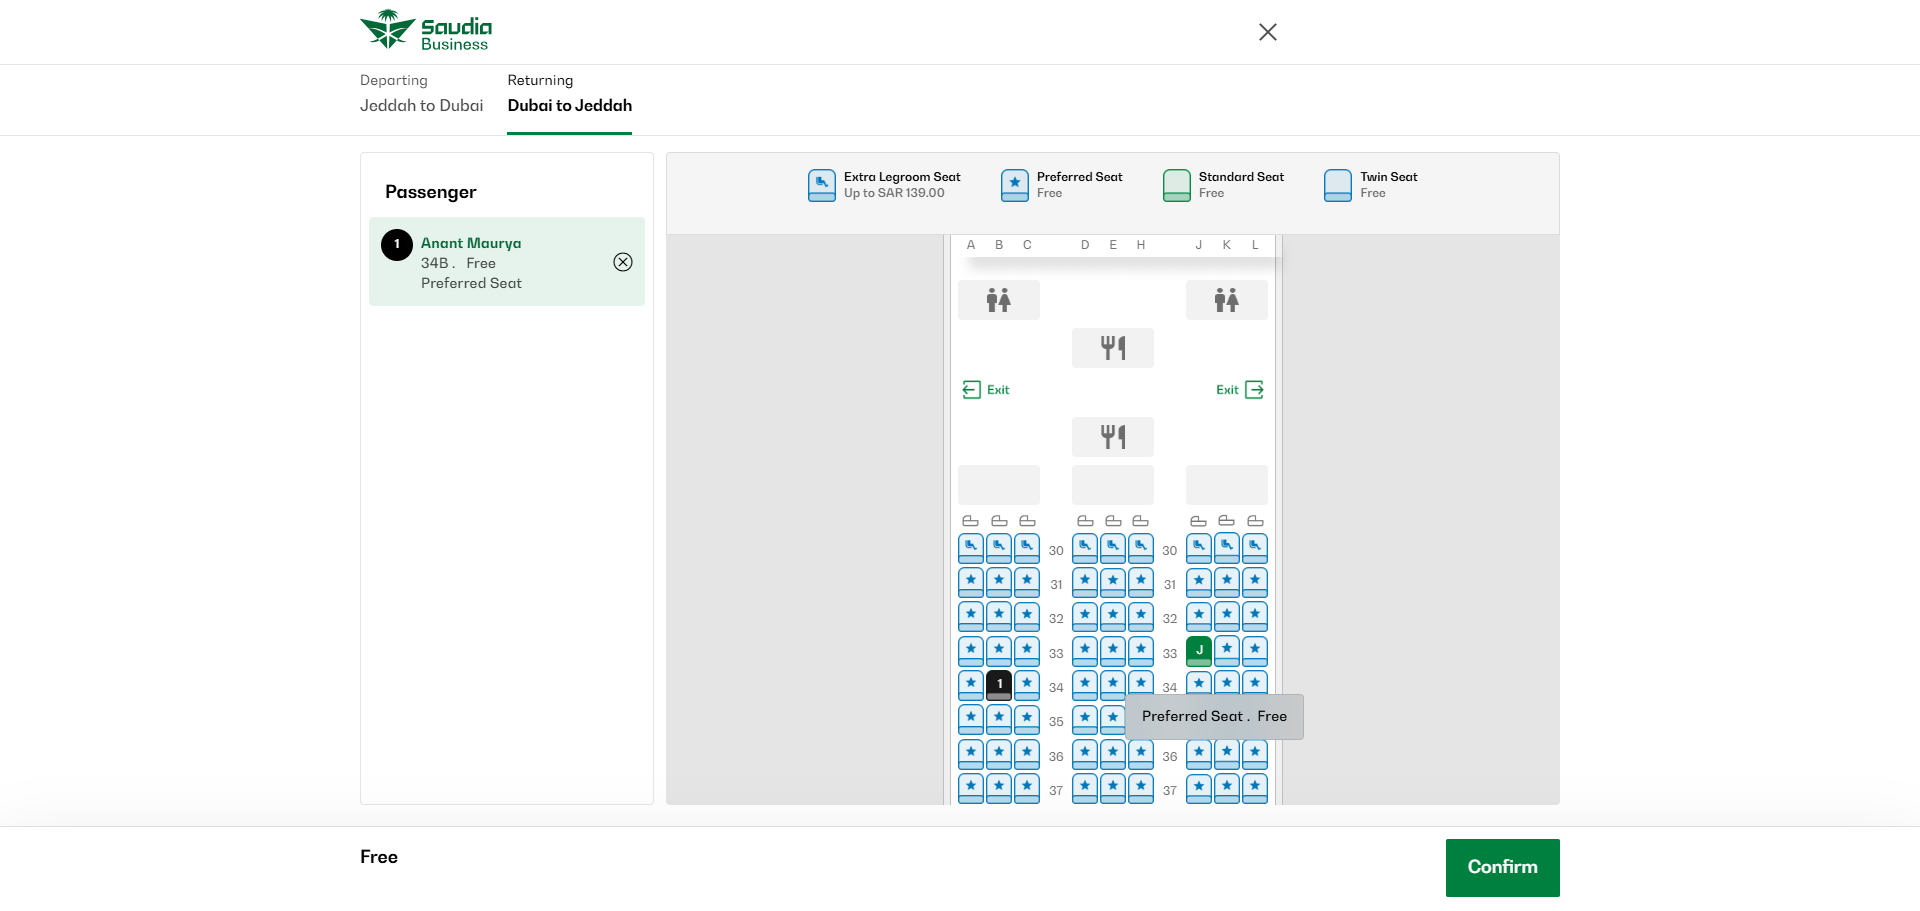 Saudia
Business
Departing
Jeddah to Dubai
Returning
Dubai to Jeddah
Passenger
1
Anant Maurya
34B . Free
Preferred Seat
Extra Legroom Seat
Up to SAR 139.00
Preferred Seat
Free
Standard Seat
Free
Twin Seat
Free
A B C D E H J K L
Exit Exit
30 30
31 31
32 32
33 J 33
1 34 34
35
Preferred Seat . Free
36 36
37 37
Free
Confirm